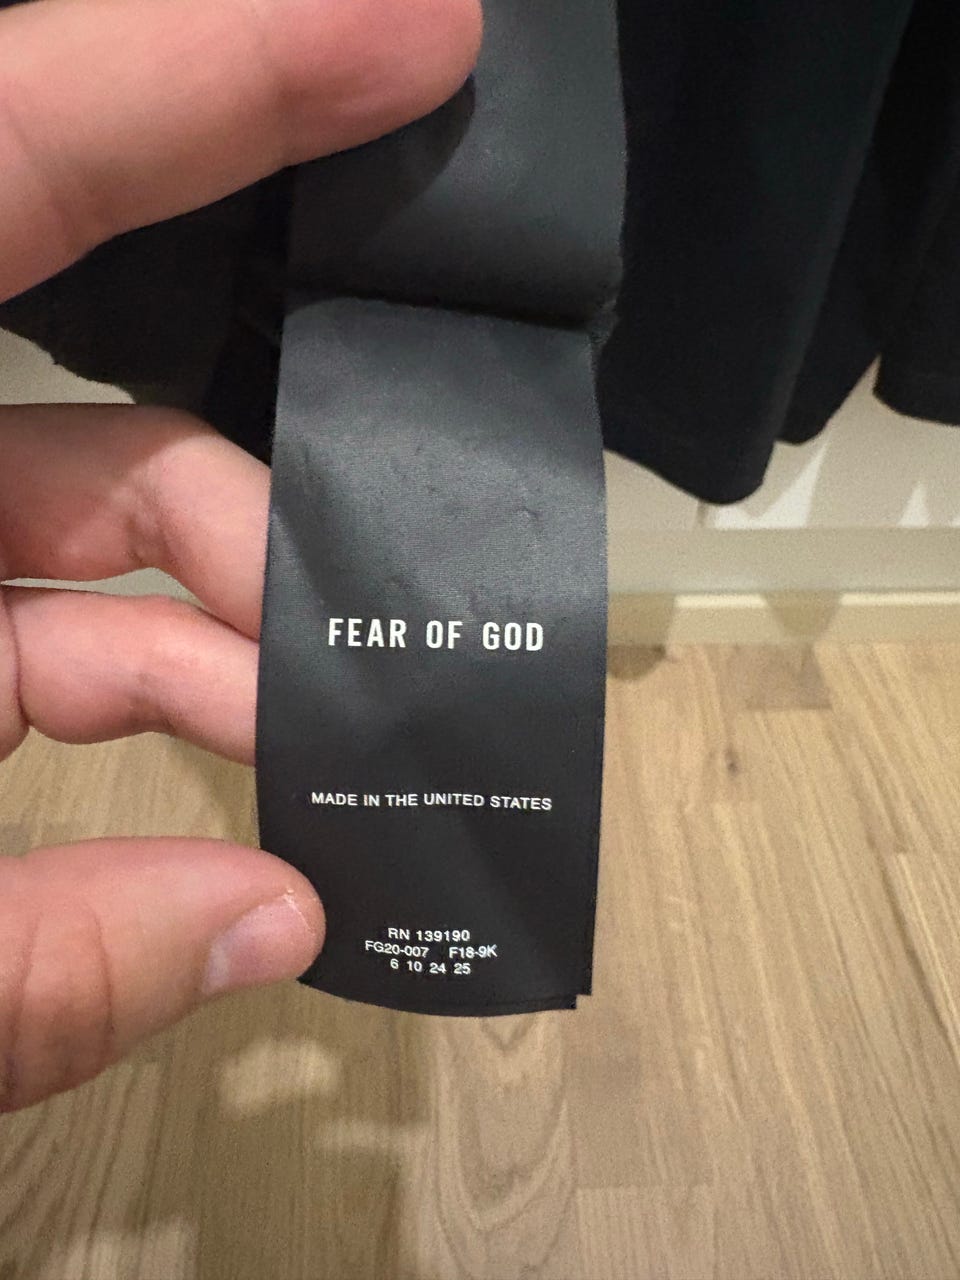 FEAR OF GOD
MADE IN THE UNITED STATES
RN 139190
FG20-007 F18-9K
6 10 24 25